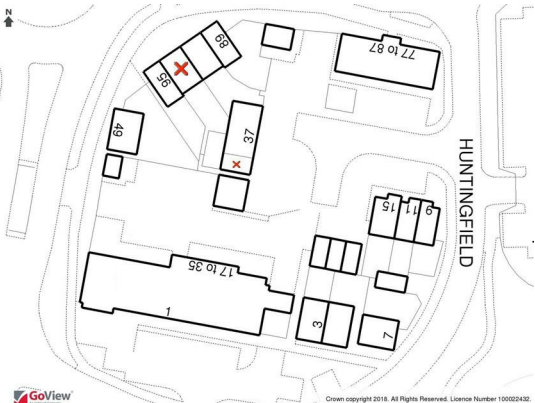 N
89
95
77 to 87
49
37
HUNTINGFIELD
15
11
9
17 to 35
1
3
7
GoView
Crown copyright 2018. All Rights Reserved. Licence Number 100022432.